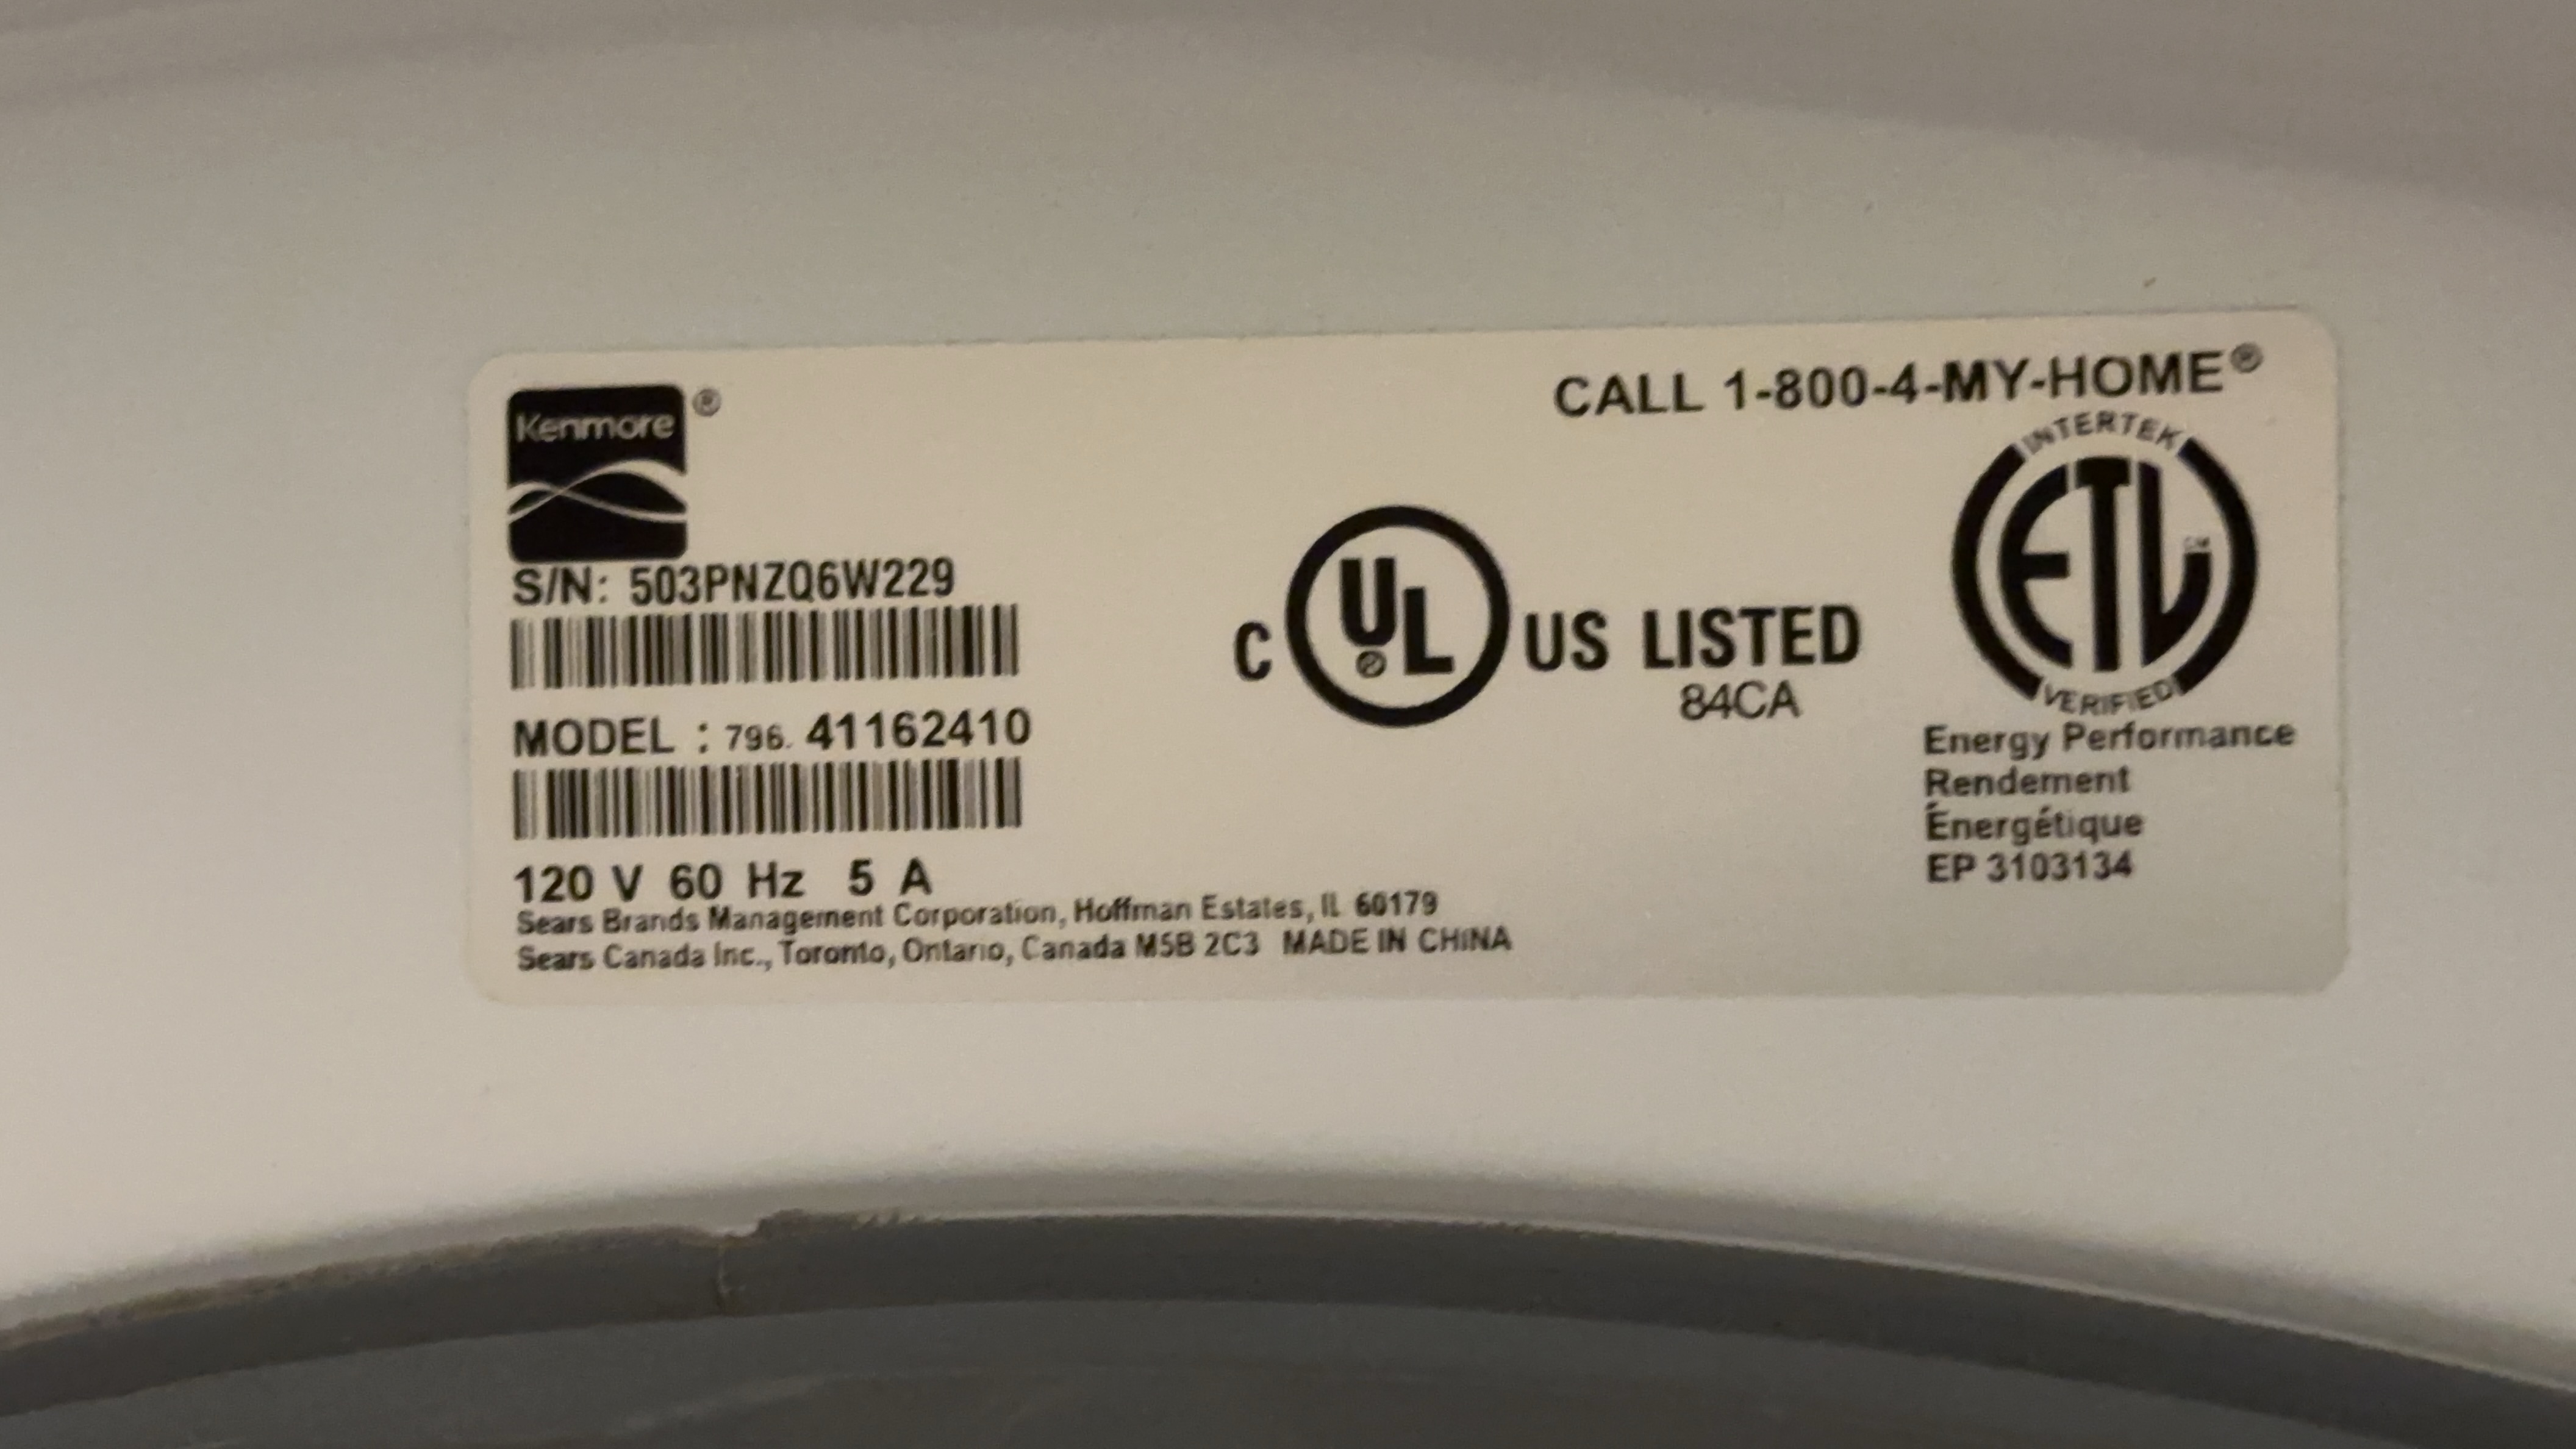 Kenmore ®
CALL 1-800-4-MY-HOME®
S/N: 503PNZQ6W229
MODEL : 796. 41162410
120 V 60 Hz 5 A
Sears Brands Management Corporation, Hoffman Estates, IL 60179
Sears Canada Inc., Toronto, Ontario, Canada M5B 2C3 MADE IN CHINA
C UL ® US LISTED
84CA
INTERTEK
ETL CM
VERIFIED
Energy Performance
Rendement
Énergétique
EP 3103134